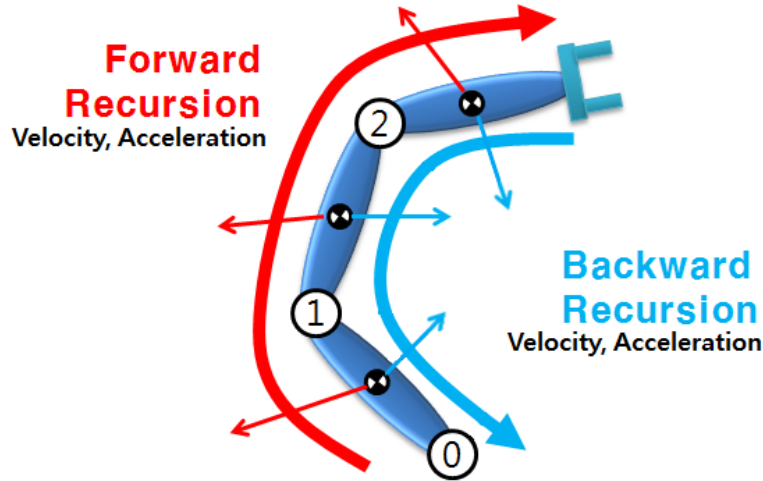 Forward
Recursion
Velocity, Acceleration
2
1
Backward
Recursion
Velocity, Acceleration
0